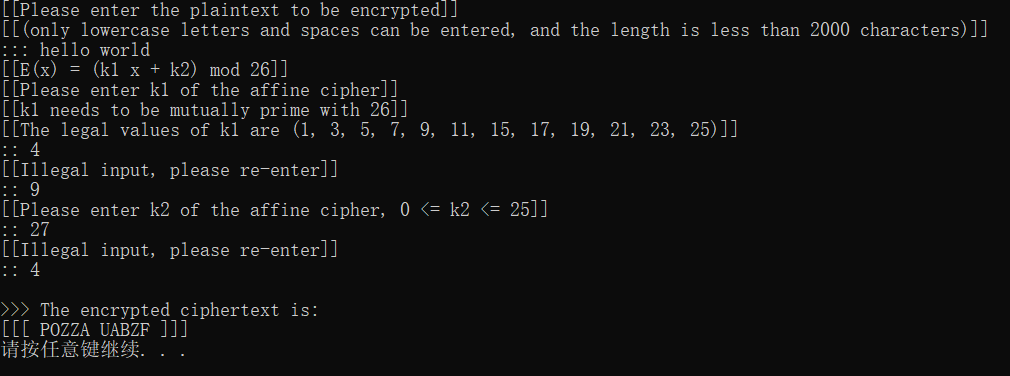 [[Please enter the plaintext to be encrypted]]
[[(only lowercase letters and spaces can be entered, and the length is less than 2000 characters)]]
::: hello world
[[E(x) = (k1 x + k2) mod 26]]
[[Please enter k1 of the affine cipher]]
[[k1 needs to be mutually prime with 26]]
[[The legal values of k1 are (1, 3, 5, 7, 9, 11, 15, 17, 19, 21, 23, 25)]]
:: 4
[[Illegal input, please re-enter]]
:: 9
[[Please enter k2 of the affine cipher, 0 <= k2 <= 25]]
:: 27
[[Illegal input, please re-enter]]
:: 4
>>> The encrypted ciphertext is:
[[[ POZZA UABZF ]]]
请按任意键继续. . .